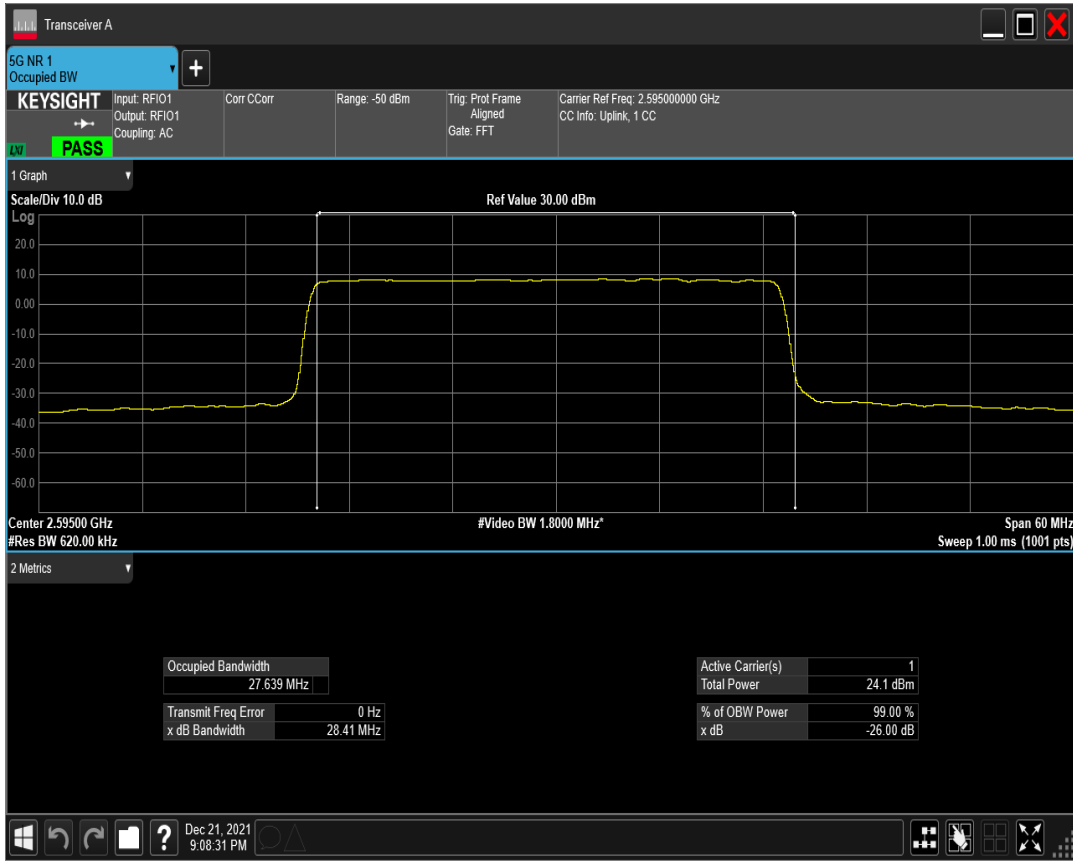 Transceiver A
5G NR 1
Occupied BW
KEYSIGHT
LXI
PASS
Input: RFIO1
Output: RFIO1
Coupling: AC
Corr CCorr
Range: -50 dBm
Trig: Prot Frame
Aligned
Gate: FFT
Carrier Ref Freq: 2.595000000 GHz
CC Info: Uplink, 1 CC
1 Graph
Scale/Div 10.0 dB
Ref Value 30.00 dBm
Log
20.0
10.0
0.00
-10.0
-20.0
-30.0
-40.0
-50.0
-60.0
Center 2.59500 GHz
#Video BW 1.8000 MHz*
Span 60 MHz
#Res BW 620.00 kHz
Sweep 1.00 ms (1001 pts)
2 Metrics
Occupied Bandwidth
27.639 MHz
Transmit Freq Error 0 Hz
x dB Bandwidth 28.41 MHz
Active Carrier(s) 1
Total Power 24.1 dBm
% of OBW Power 99.00 %
x dB -26.00 dB
?
Dec 21, 2021
9:08:31 PM